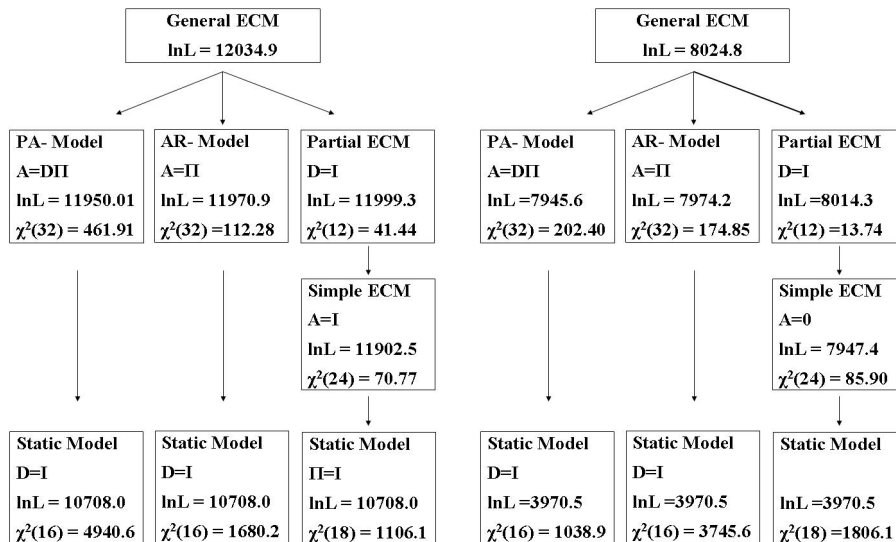 General ECM
lnL = 12034.9
PA- Model
A=DΠ
lnL = 11950.01
χ²(32) = 461.91
AR- Model
A=Π
lnL = 11970.9
χ²(32) =112.28
Partial ECM
D=I
lnL = 11999.3
χ²(12) = 41.44
Simple ECM
A=I
lnL = 11902.5
χ²(24) = 70.77
Static Model
D=I
lnL = 10708.0
χ²(16) = 4940.6
Static Model
D=I
lnL = 10708.0
χ²(16) = 1680.2
Static Model
Π=I
lnL = 10708.0
χ²(18) = 1106.1
General ECM
lnL = 8024.8
PA- Model
A=DΠ
lnL =7945.6
χ²(32) = 202.40
AR- Model
A=Π
lnL = 7974.2
χ²(32) = 174.85
Partial ECM
D=I
lnL =8014.3
χ²(12) =13.74
Simple ECM
A=0
lnL = 7947.4
χ²(24) = 85.90
Static Model
D=I
lnL =3970.5
χ²(16) = 1038.9
Static Model
D=I
lnL =3970.5
χ²(16) = 3745.6
Static Model
lnL =3970.5
χ²(18) = 1806.1